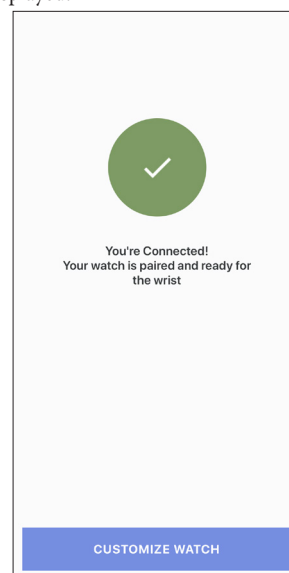 You're Connected!
Your watch is paired and ready for
the wrist
CUSTOMIZE WATCH